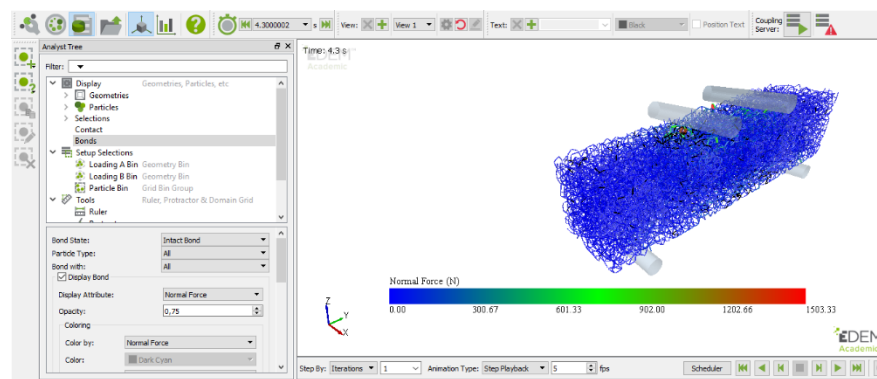 4.3000002 s View: View 1 Text: Black Position Text Coupling Server:
Analyst Tree
Filter:
Display Geometries, Particles, etc
Geometries
Particles
Selections
Contact
Bonds
Setup Selections
Loading A Bin Geometry Bin
Loading B Bin Geometry Bin
Particle Bin Grid Bin Group
Tools Ruler, Protractor & Domain Grid
Ruler
Bond State: Intact Bond
Particle Type: All
Bond with: All
Display Bond
Display Attribute: Normal Force
Opacity: 0,75
Coloring
Color by: Normal Force
Color: Dark Cyan
Time: 4.3 s
EDEM
Academic
Normal Force (N)
0.00 300.67 601.33 902.00 1202.66 1503.33
Z
Y
X
EDEM
Academic
Step By: Iterations 1 Animation Type: Step Playback 5 fps Scheduler